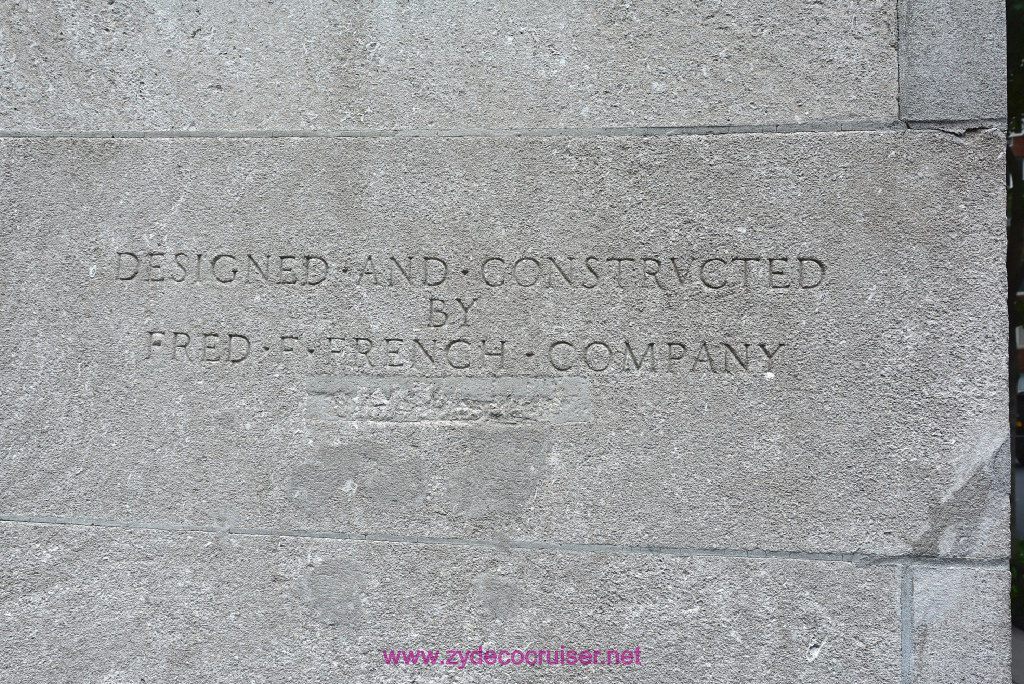 DESIGNED · AND · CONSTRVCTED
BY
FRED · F · FRENCH · COMPANY
www.zydecocruiser.net